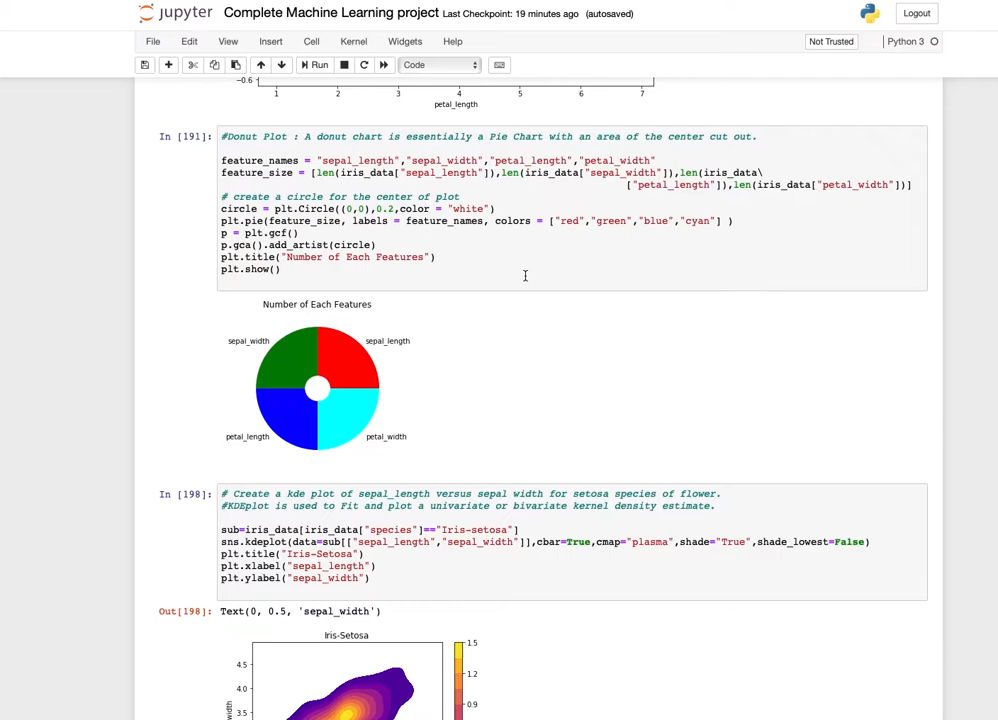 jupyter Complete Machine Learning project Last Checkpoint: 19 minutes ago (autosaved) Logout
File Edit View Insert Cell Kernel Widgets Help Not Trusted Python 3
Run Code
-0.6
1 2 3 4 5 6 7
petal_length
In [191]: #Donut Plot : A donut chart is essentially a Pie Chart with an area of the center cut out.
feature_names = "sepal_length","sepal_width","petal_length","petal_width"
feature_size = [len(iris_data["sepal_length"]),len(iris_data["sepal_width"]),len(iris_data\
["petal_length"]),len(iris_data["petal_width"])]
# create a circle for the center of plot
circle = plt.Circle((0,0),0.2,color = "white")
plt.pie(feature_size, labels = feature_names, colors = ["red","green","blue","cyan"] )
p = plt.gcf()
p.gca().add_artist(circle)
plt.title("Number of Each Features")
plt.show()
Number of Each Features
sepal_width sepal_length
petal_length petal_width
In [198]: # Create a kde plot of sepal_length versus sepal width for setosa species of flower.
#KDEplot is used to Fit and plot a univariate or bivariate kernel density estimate.
sub=iris_data[iris_data["species"]=="Iris-setosa"]
sns.kdeplot(data=sub[["sepal_length","sepal_width"]],cbar=True,cmap="plasma",shade="True",shade_lowest=False)
plt.title("Iris-Setosa")
plt.xlabel("sepal_length")
plt.ylabel("sepal_width")
Out[198]: Text(0, 0.5, 'sepal_width')
Iris-Setosa
1.5
4.5
1.2
4.0
0.9
3.5
width